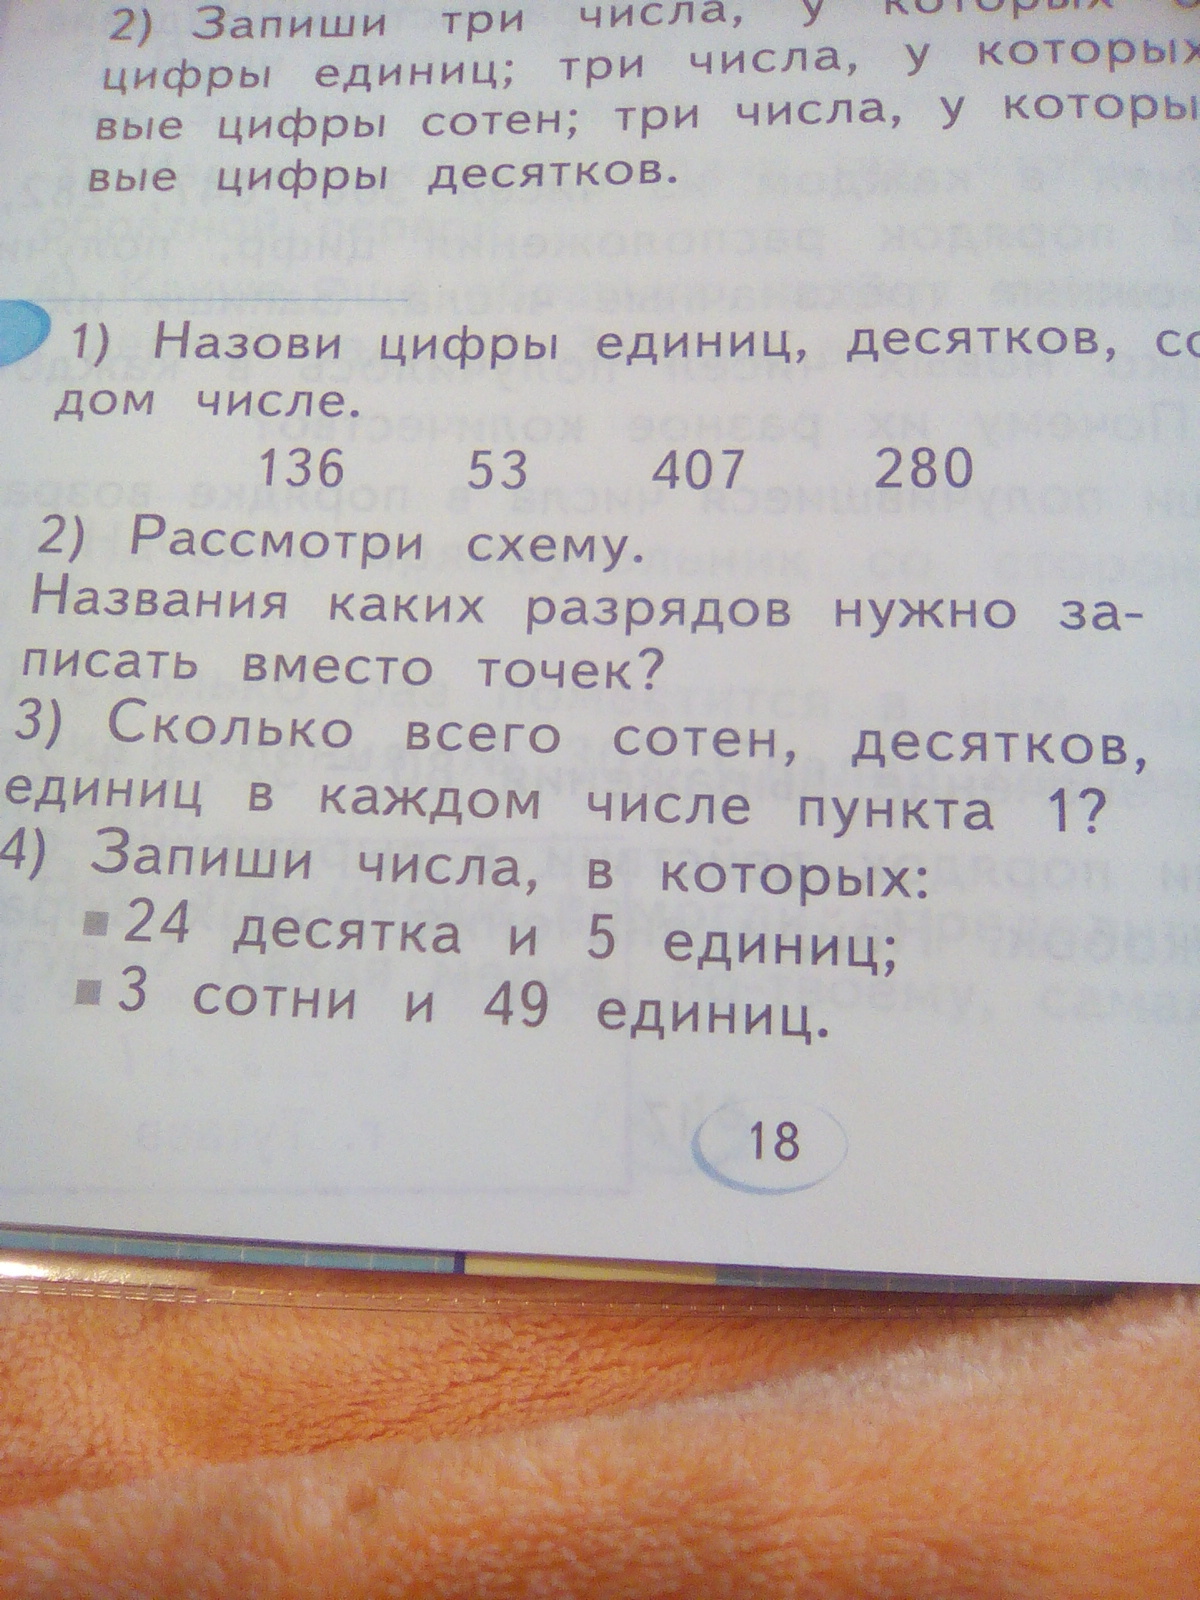 2) Запиши три числа, у которых
цифры единиц; три числа, у которых
вые цифры сотен; три числа, у которы
вые цифры десятков.
1) Назови цифры единиц, десятков, со
дом числе.
136 53 407 280
2) Рассмотри схему.
Названия каких разрядов нужно за-
писать вместо точек?
3) Сколько всего сотен, десятков,
единиц в каждом числе пункта 1?
4) Запиши числа, в которых:
24 десятка и 5 единиц;
3 сотни и 49 единиц.
18